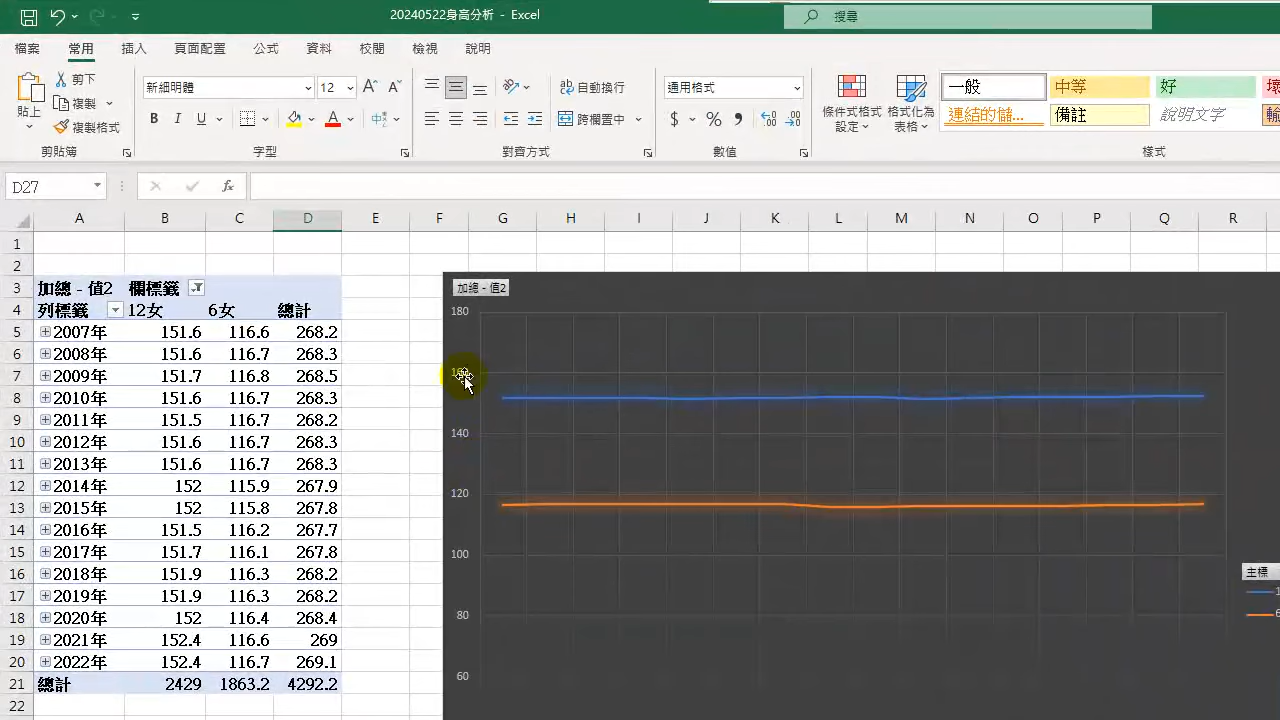 20240522身高分析 - Excel
搜尋
檔案 常用 插入 頁面配置 公式 資料 校閱 檢視 說明
貼上
剪下
複製
複製格式
剪貼簿
新細明體 12
B I U
字型
自動換行
跨欄置中
對齊方式
通用格式
數值
條件式格式設定
格式化為表格
一般 中等 好
連結的儲... 備註 說明文字
樣式
D27
fx
A B C D E F G H I J K L M N O P Q R
1
2
3 加總 - 值2 欄標籤
4 列標籤 12女 6女 總計
5 2007年 151.6 116.6 268.2
6 2008年 151.6 116.7 268.3
7 2009年 151.7 116.8 268.5
8 2010年 151.6 116.7 268.3
9 2011年 151.5 116.7 268.2
10 2012年 151.6 116.7 268.3
11 2013年 151.6 116.7 268.3
12 2014年 152 115.9 267.9
13 2015年 152 115.8 267.8
14 2016年 151.5 116.2 267.7
15 2017年 151.7 116.1 267.8
16 2018年 151.9 116.3 268.2
17 2019年 151.9 116.3 268.2
18 2020年 152 116.4 268.4
19 2021年 152.4 116.6 269
20 2022年 152.4 116.7 269.1
21 總計 2429 1863.2 4292.2
22
加總 - 值2
180
140
120
100
80
60
主標